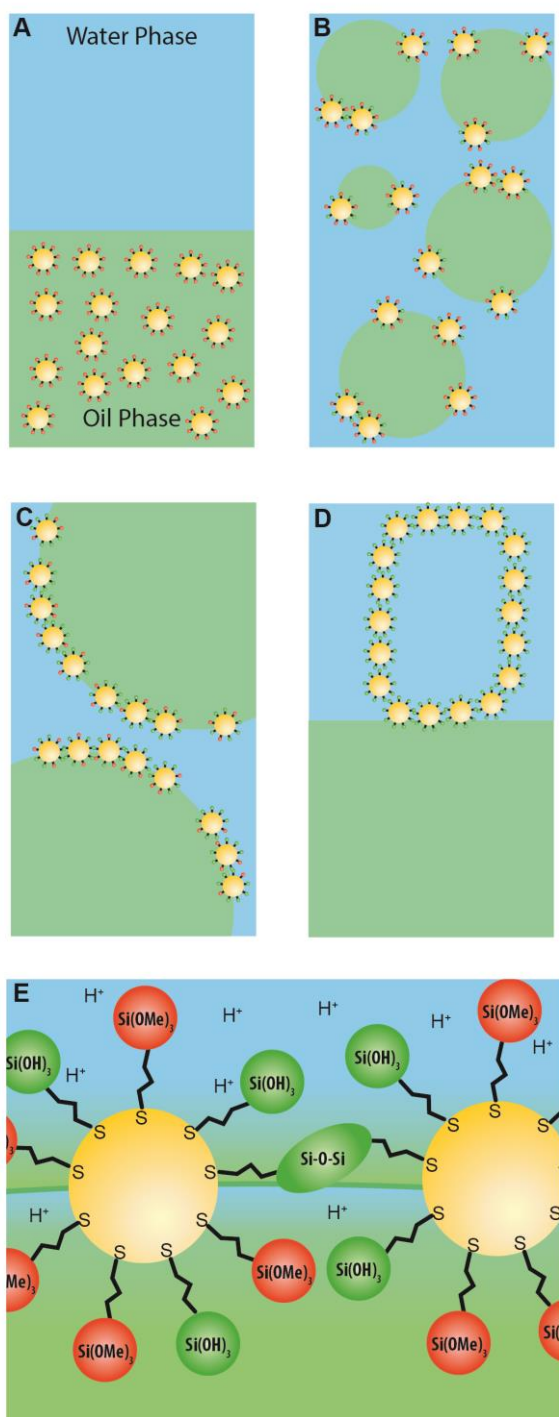 A
Water Phase
Oil Phase
B
C
D
E
H⁺
Si(OMe)₃
H⁺
H⁺
H⁺
Si(OMe)₃
H⁺
Si(OH)₃
H⁺
H⁺
Si(OH)₃
Si(OH)₃
S S S S S S
)₃
S
Si-O-Si
S S S
H⁺
S S
H⁺
S S
Me)₃
S S
Si(OMe)₃
Si(OH)₃
S S
Si(
Si(OMe)₃
Si(OH)₃
Si(OMe)₃